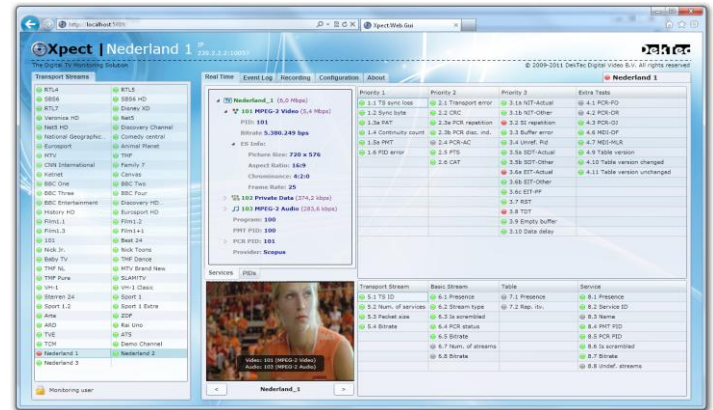 http://localhost:5000
Xpect.Web.Gui
Xpect | Nederland 1
IP
239.2.2.2:10057
The Digital TV Monitoring Solution
DekTec
© 2009-2011 DekTec Digital Video B.V. All rights reserved
Transport Streams
Real Time Event Log Recording Configuration About
Nederland 1
RTL4 RTL5
SBS6 SBS6 HD
RTL7 Disney XD
Veronica HD Net5
Net5 HD Discovery Channel
National Geographic... Comedy central
Eurosport Animal Planet
MTV TMF
CNN International Family 7
Ketnet Canvas
BBC One BBC Two
BBC Three BBC Four
BBC Entertainment Discovery HD...
History HD Eurosport HD
Film1.1 Film1.2
Film1.3 Film1+1
101 Best 24
Nick Jr. Nick Toons
Baby TV TMF Dance
TMF NL MTV Brand New
TMF Pure SLAM!TV
VH-1 VH-1 Classic
Sterren 24 Sport 1
Sport 1.2 Sport 1 Extra
Arte ZDF
ARD Rai Uno
TVE ATS
TCM Demo Channel
Nederland 1 Nederland 2
Nederland 3
Monitoring user
Nederland_1 (6,0 Mbps)
101 MPEG-2 Video (5,4 Mbps)
PID: 101
Bitrate 5.380.249 bps
ES Info:
Picture Size: 720 x 576
Aspect Ratio: 16:9
Chrominance: 4:2:0
Frame Rate: 25
102 Private Data (374,2 kbps)
103 MPEG-2 Audio (203,6 kbps)
Program: 100
PMT PID: 100
PCR PID: 101
Provider: Scopus
Services PIDs
Video: 101 (MPEG-2 Video)
Audio: 103 (MPEG-2 Audio)
< Nederland_1 >
Priority 1 Priority 2 Priority 3 Extra Tests
1.1 TS sync loss 2.1 Transport error 3.1a NIT-Actual 4.1 PCR-FO
1.2 Sync byte 2.2 CRC 3.1b NIT-Other 4.2 PCR-DR
1.3a PAT 2.3a PCR repetition 3.2 SI repetition 4.3 PCR-OJ
1.4 Continuity count 2.3b PCR disc. ind. 3.3 Buffer error 4.6 MDI-DF
1.5a PMT 2.4 PCR-AC 3.4 Unref. Pid 4.7 MDI-MLR
1.6 PID error 2.5 PTS 3.5a SDT-Actual 4.9 Table version
2.6 CAT 3.5b SDT-Other 4.10 Table version changed
3.6a EIT-Actual 4.11 Table version unchanged
3.6b EIT-Other
3.6c EIT-PF
3.7 RST
3.8 TDT
3.9 Empty buffer
3.10 Data delay
Transport Stream Basic Stream Table Service
5.1 TS ID 6.1 Presence 7.1 Presence 8.1 Presence
5.2 Num. of services 6.2 Stream type 7.2 Rep. itv. 8.2 Service ID
5.3 Packet size 6.3 Is scrambled 8.3 Name
5.4 Bitrate 6.4 PCR status 8.4 PMT PID
6.5 Bitrate 8.5 PCR PID
6.7 Num. of streams 8.6 Is scrambled
6.8 Bitrate 8.7 Bitrate
8.8 Undef. streams